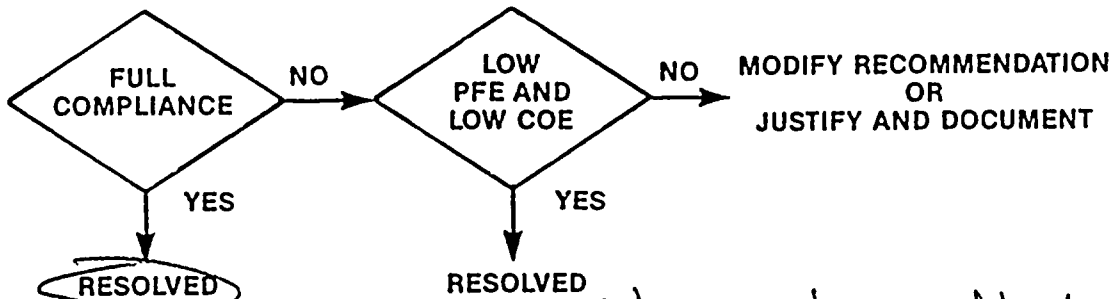 FULL
COMPLIANCE
NO
LOW
PFE AND
LOW COE
NO
MODIFY RECOMMENDATION
OR
JUSTIFY AND DOCUMENT
YES
YES
RESOLVED
RESOLVED